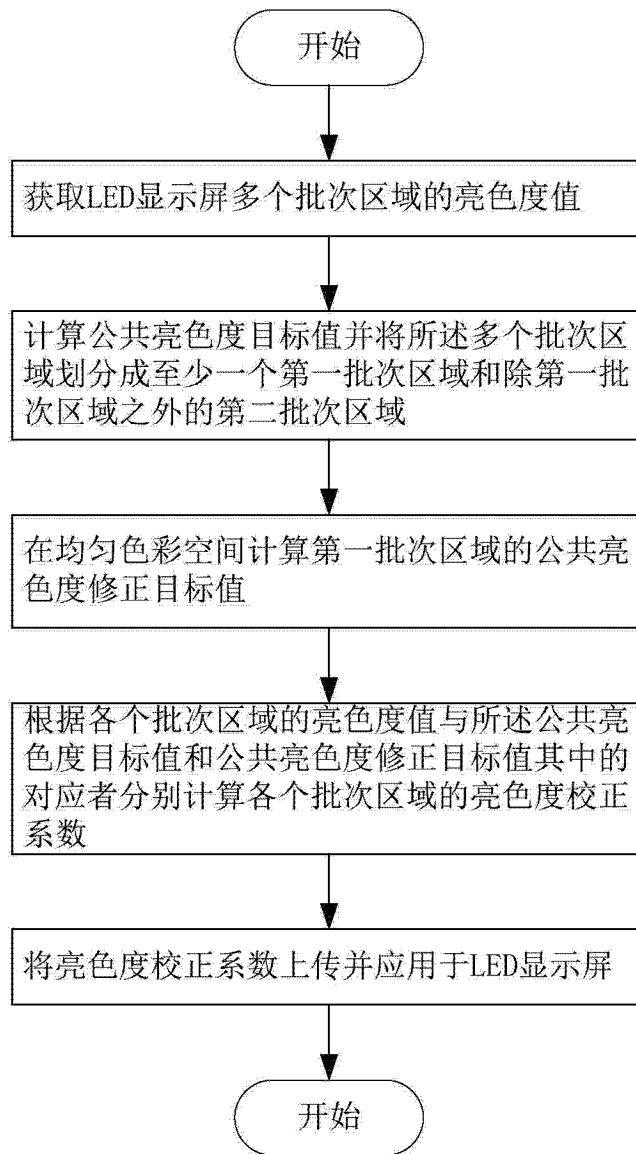 开始
获取LED显示屏多个批次区域的亮色度值
计算公共亮色度目标值并将所述多个批次区
域划分成至少一个第一批次区域和除第一批
次区域之外的第二批次区域
在均匀色彩空间计算第一批次区域的公共亮
色度修正目标值
根据各个批次区域的亮色度值与所述公共亮
色度目标值和公共亮色度修正目标值其中的
对应者分别计算各个批次区域的亮色度校正
系数
将亮色度校正系数上传并应用于LED显示屏
开始